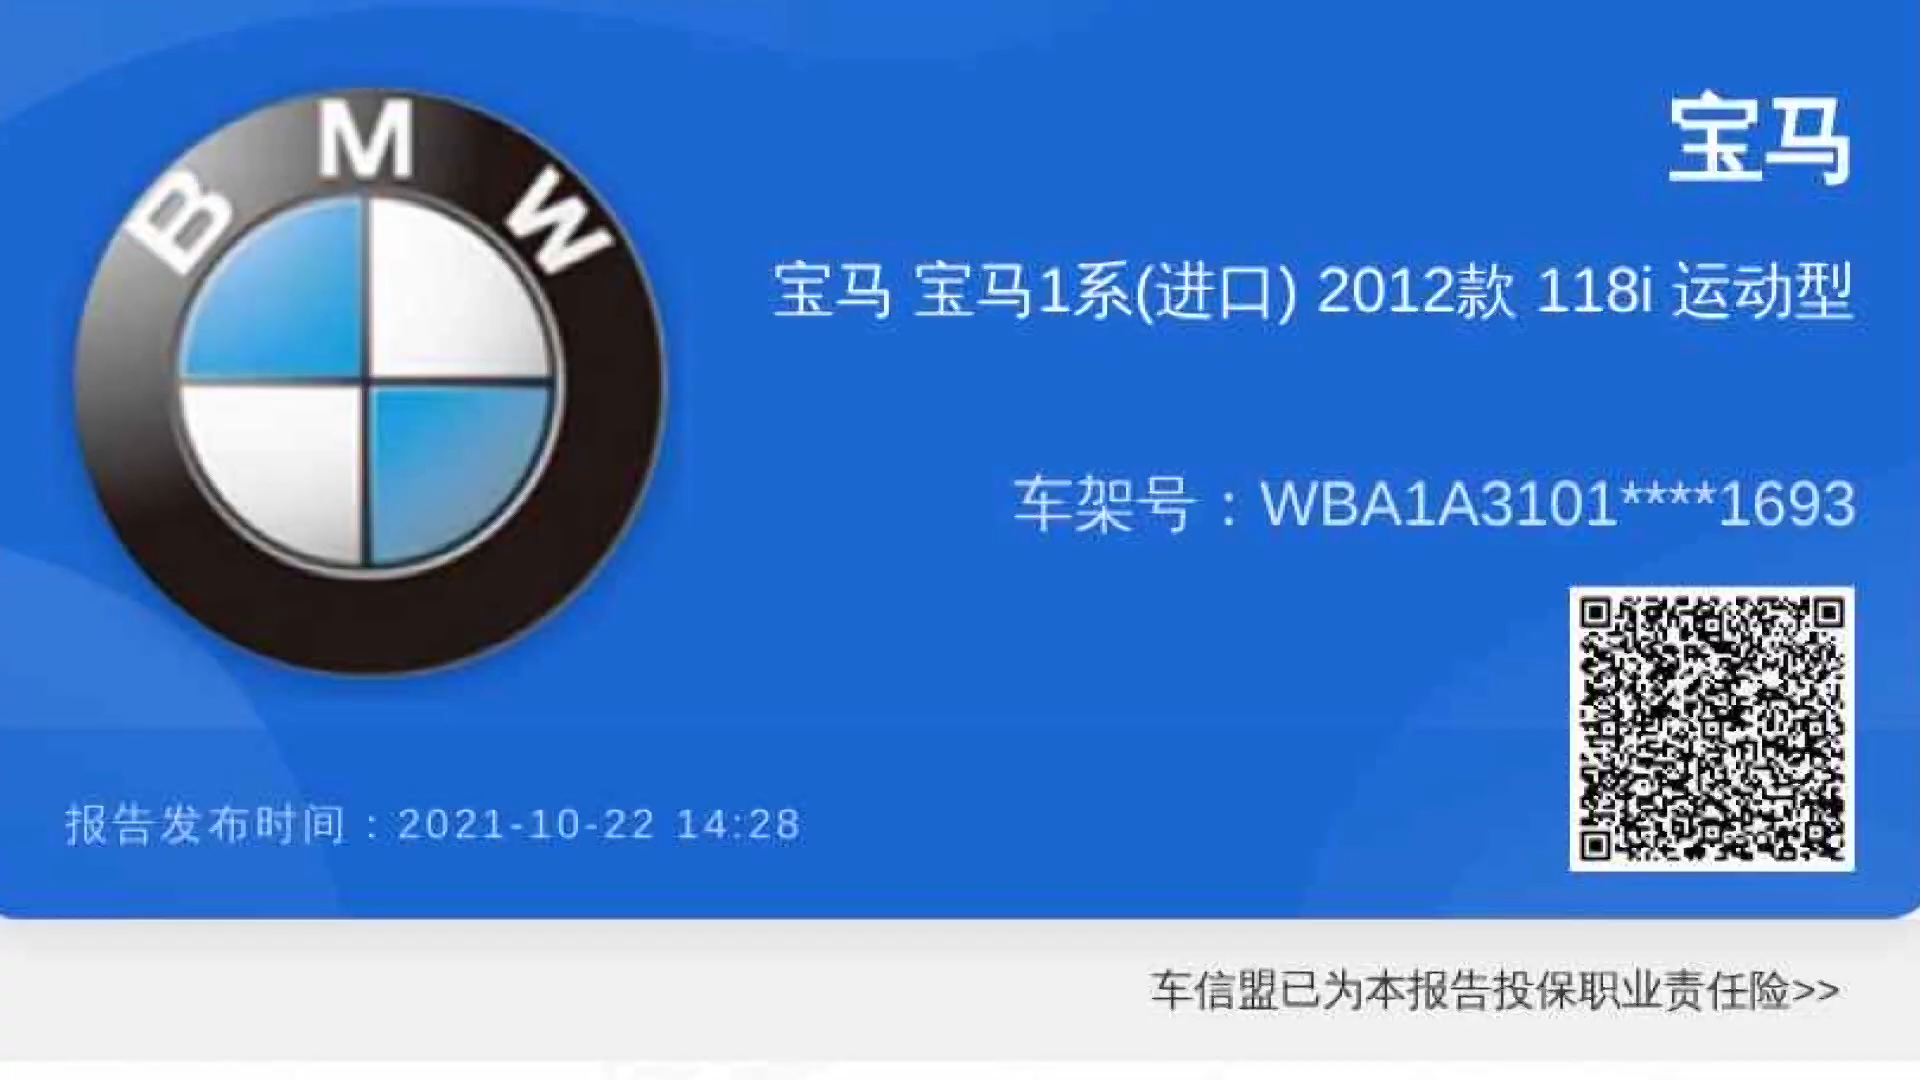 BMW
宝马
宝马 宝马1系(进口) 2012款 118i 运动型
车架号：WBA1A3101****1693
报告发布时间：2021-10-22 14:28
车信盟已为本报告投保职业责任险>>